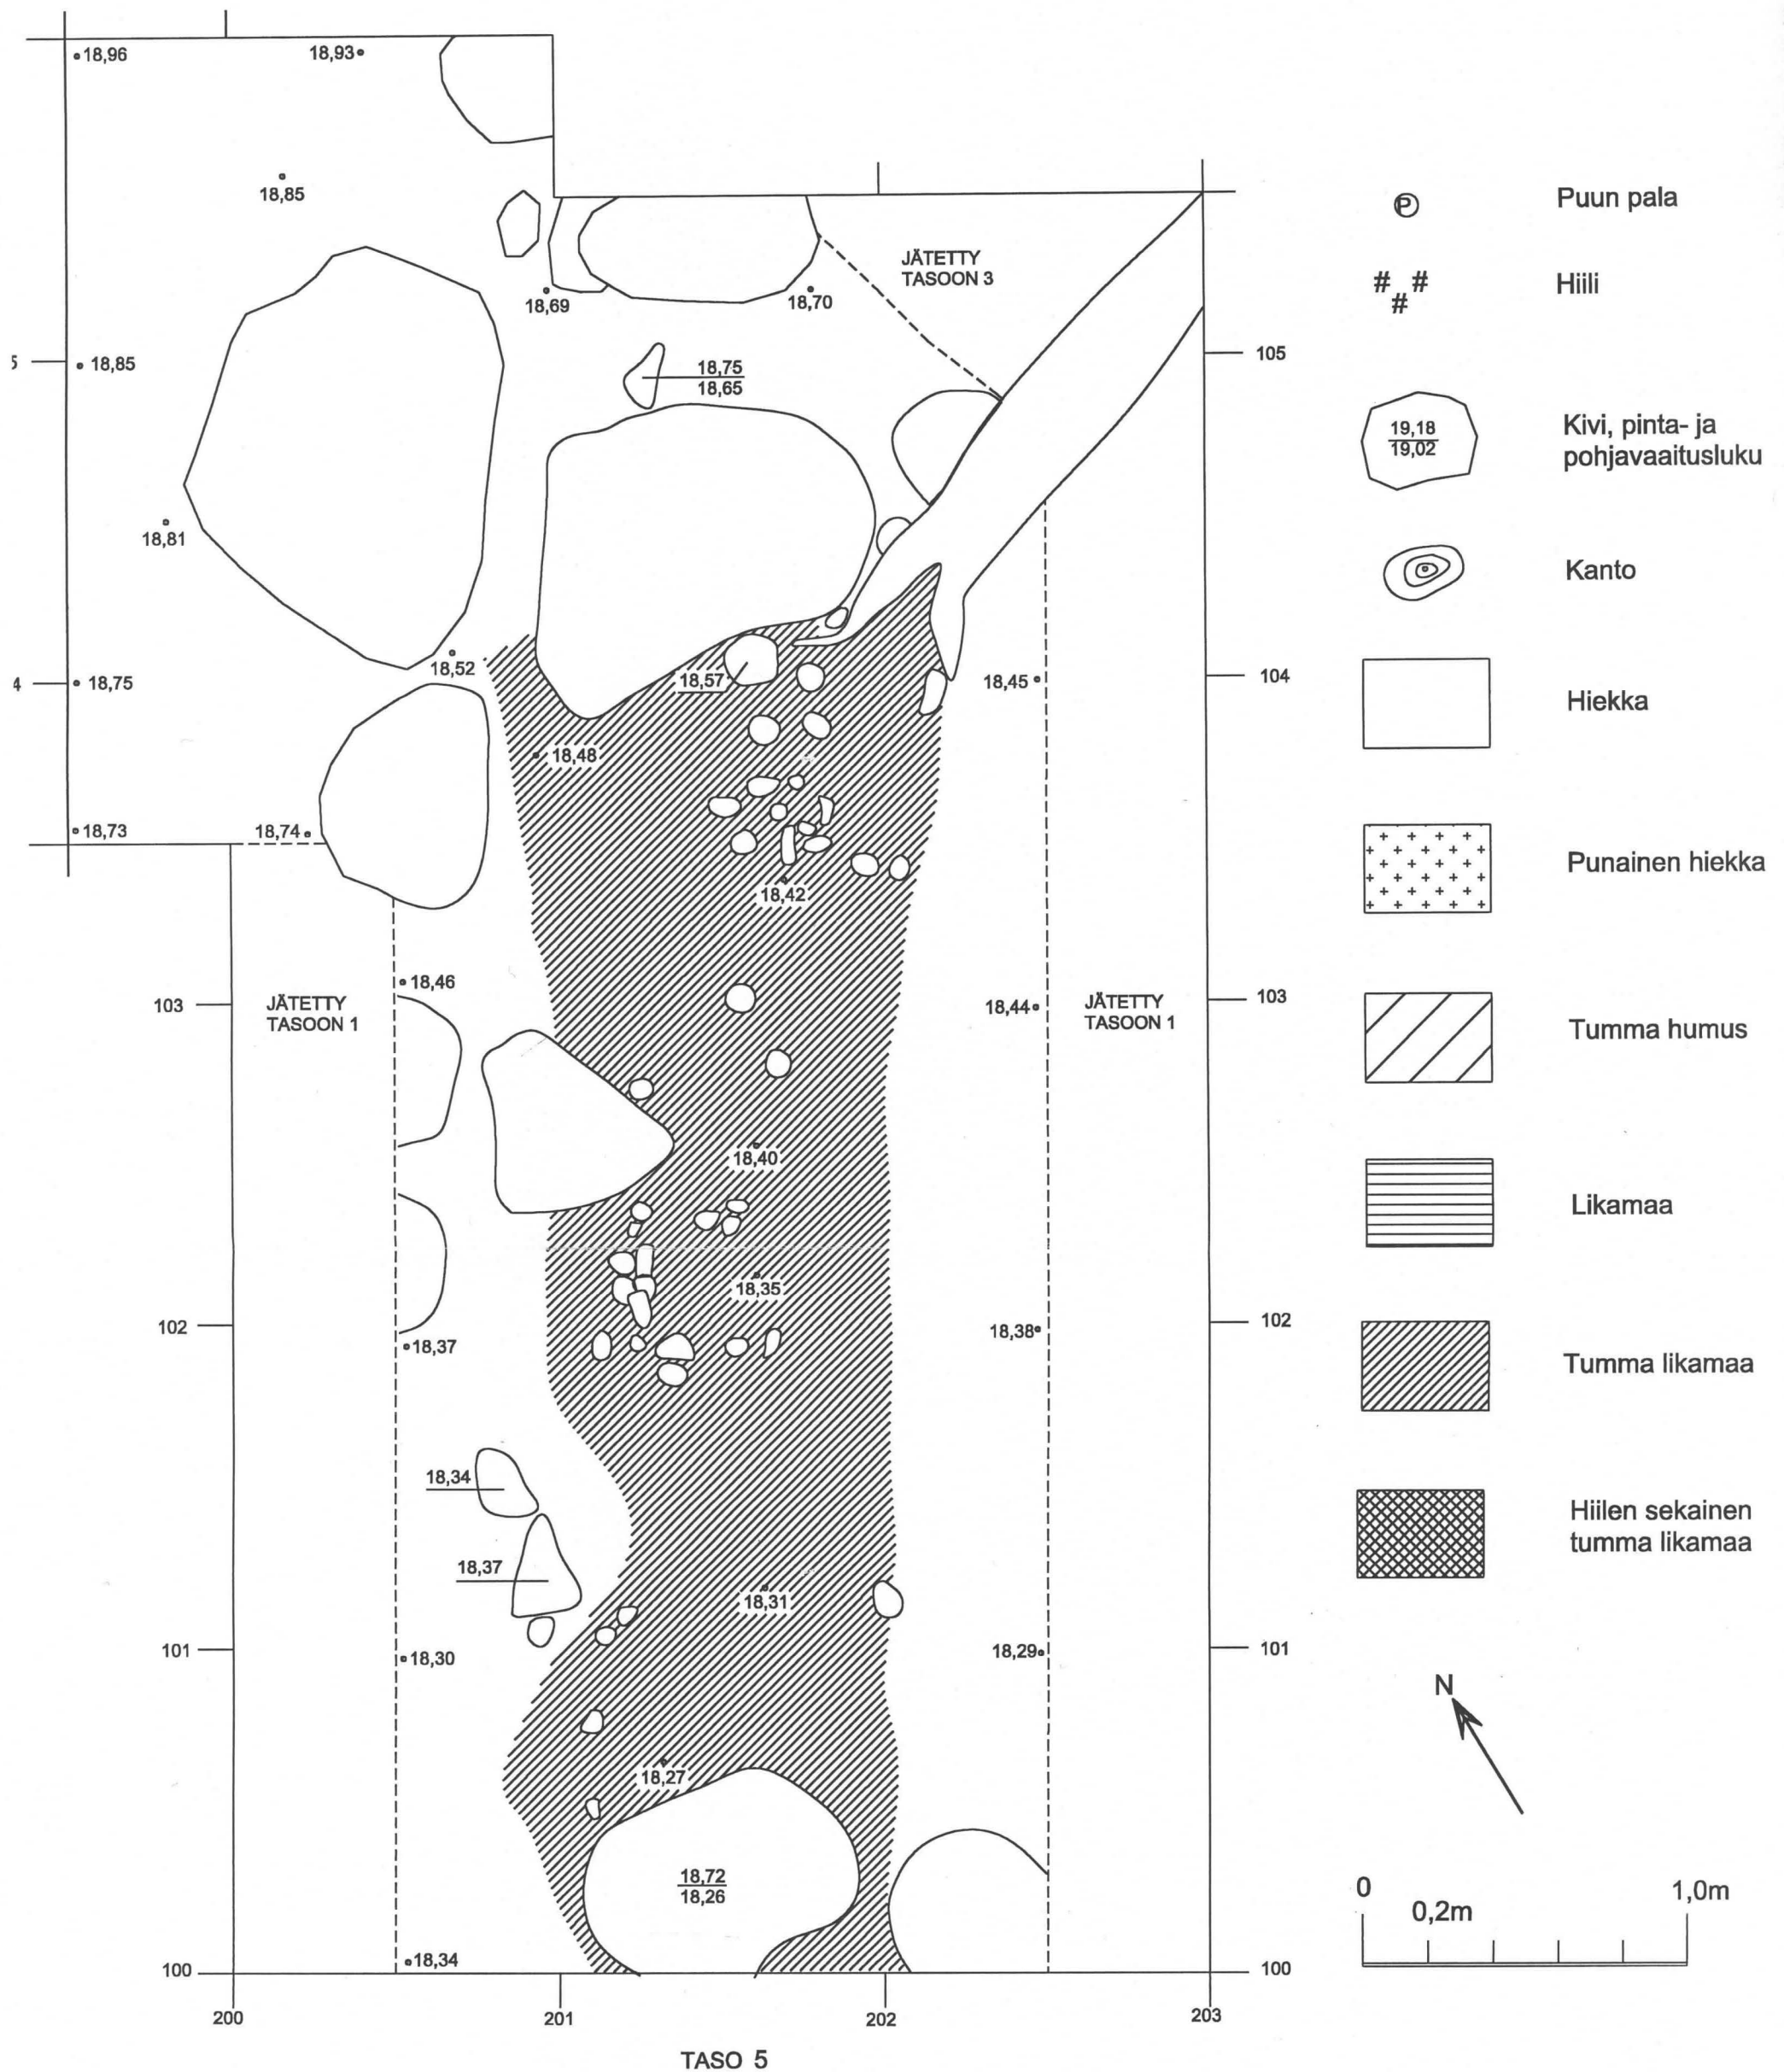 18,96
18,93
18,85
18,69
18,70
JÄTETTY
TASOON 3
18,75
18,65
5
18,85
105
18,81
18,52
4
18,75
18,57
18,45
104
18,48
18,73
18,74
18,42
18,46
103
JÄTETTY
TASOON 1
18,44
JÄTETTY
TASOON 1
103
18,40
18,35
102
18,37
18,38
102
18,34
18,37
18,31
101
18,30
18,29
101
18,27
18,72
18,26
100
18,34
100
200
201
202
203
TASO 5
P
Puun pala
# # #
Hiili
19,18
19,02
Kivi, pinta- ja
pohjavaaitusluku
Kanto
Hiekka
Punainen hiekka
Tumma humus
Likamaa
Tumma likamaa
Hiilen sekainen
tumma likamaa
N
0
0,2m
1,0m